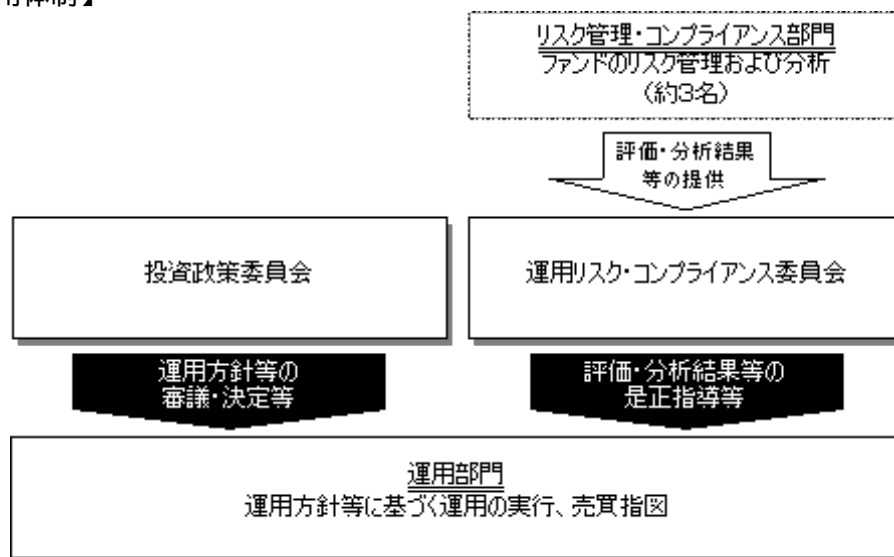 体制】
リスク管理・コンプライアンス部門
ファンドのリスク管理および分析
（約3名）
評価・分析結果
等の提供
投資政策委員会
運用リスク・コンプライアンス委員会
運用方針等の
審議・決定等
評価・分析結果等の
是正指導等
運用部門
運用方針等に基づく運用の実行、売買指図